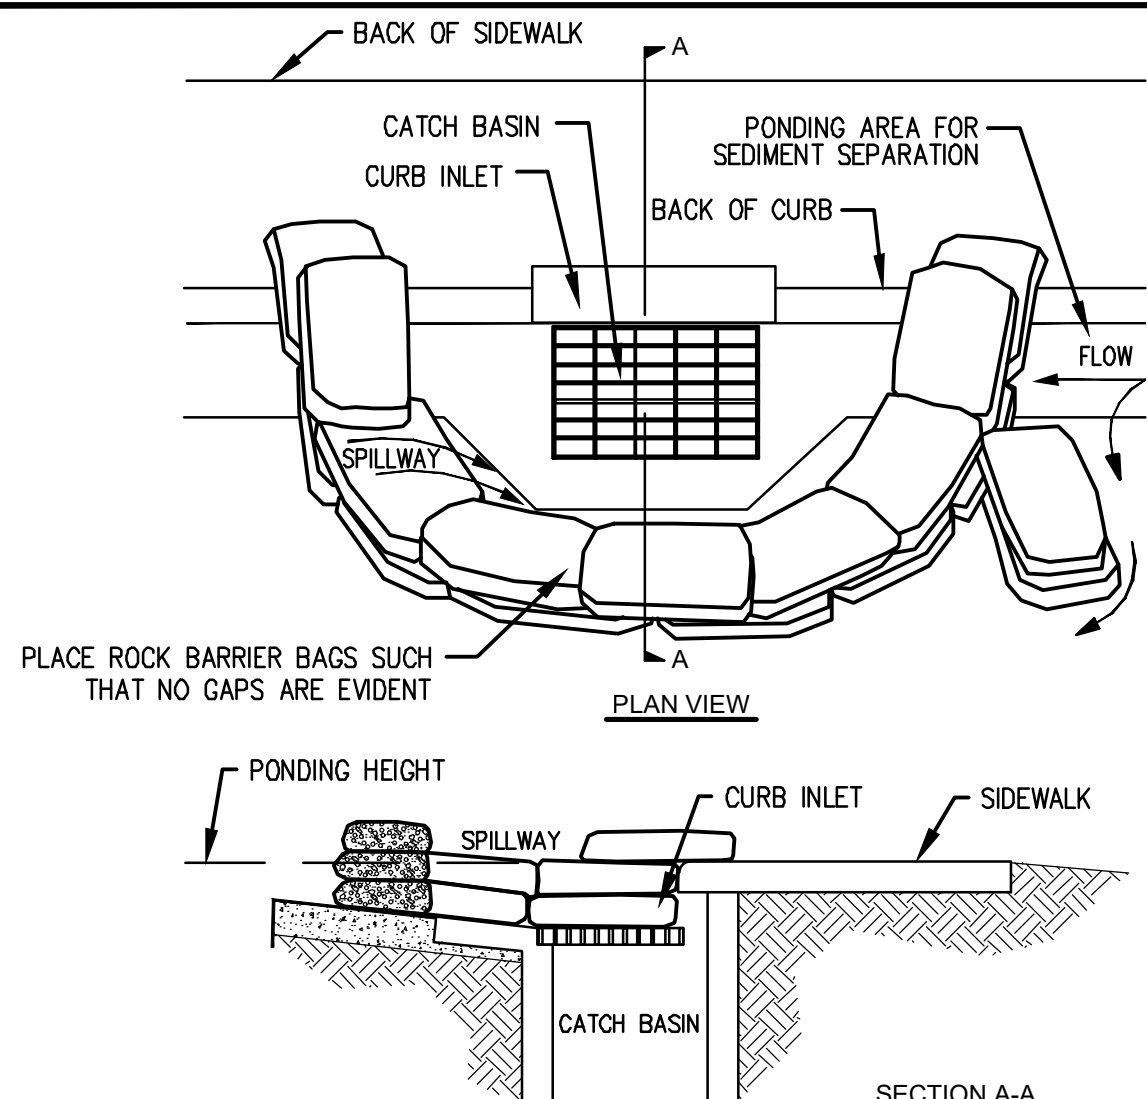 BACK OF SIDEWALK
A
CATCH BASIN
PONDING AREA FOR
SEDIMENT SEPARATION
CURB INLET
BACK OF CURB
FLOW
SPILLWAY
PLACE ROCK BARRIER BAGS SUCH
THAT NO GAPS ARE EVIDENT
A
PLAN VIEW
PONDING HEIGHT
CURB INLET
SIDEWALK
SPILLWAY
CATCH BASIN
SECTION A-A